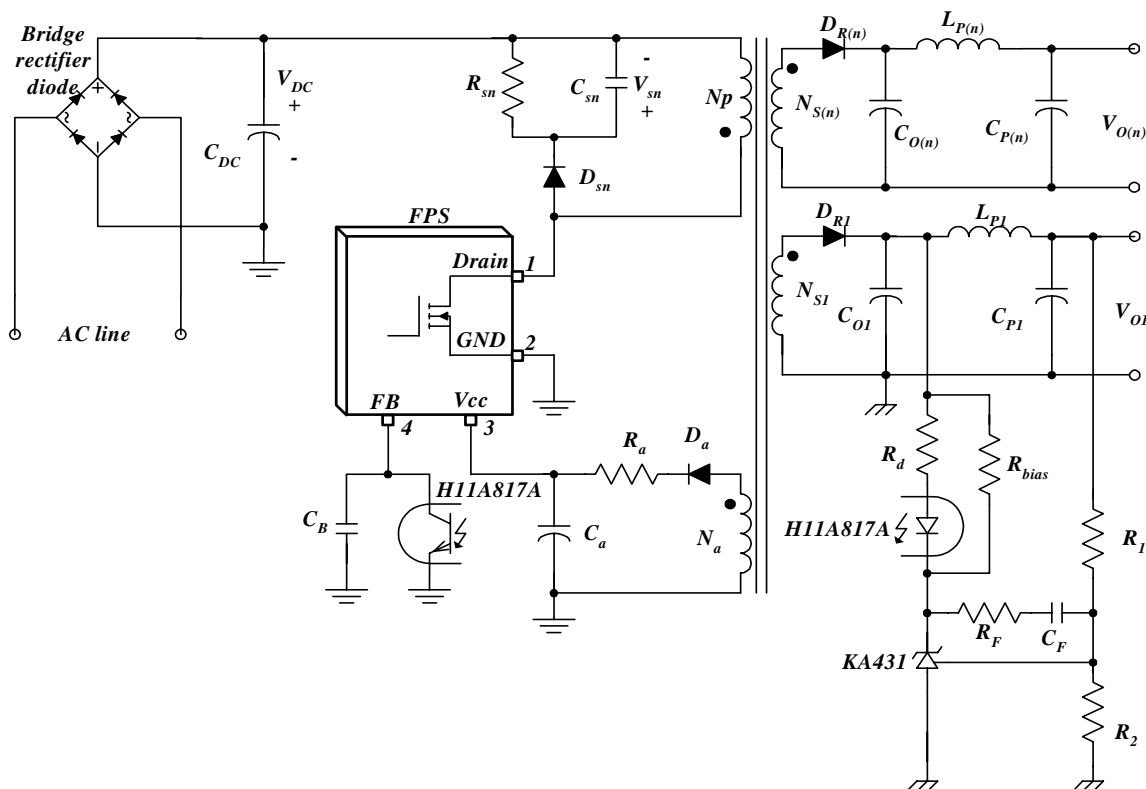 Bridge
rectifier
diode
V_DC
+
-
C_DC
AC line
R_sn
C_sn
-
V_sn
+
D_sn
Np
FPS
Drain
1
GND
2
FB
Vcc
4
3
H11A817A
C_B
C_a
R_a
D_a
N_a
D_R(n)
L_P(n)
N_S(n)
C_O(n)
C_P(n)
V_O(n)
D_R1
L_P1
N_S1
C_O1
C_P1
V_O1
R_d
R_bias
H11A817A
R_1
R_F
C_F
KA431
R_2